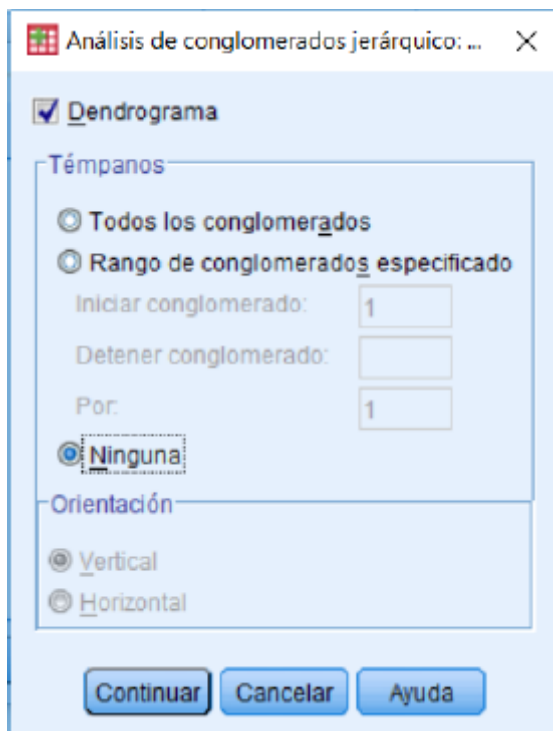 Análisis de conglomerados jerárquico: ...
Dendrograma
Témpanos
Todos los conglomerados
Rango de conglomerados especificado
Iniciar conglomerado: 1
Detener conglomerado:
Por: 1
Ninguna
Orientación
Vertical
Horizontal
Continuar Cancelar Ayuda